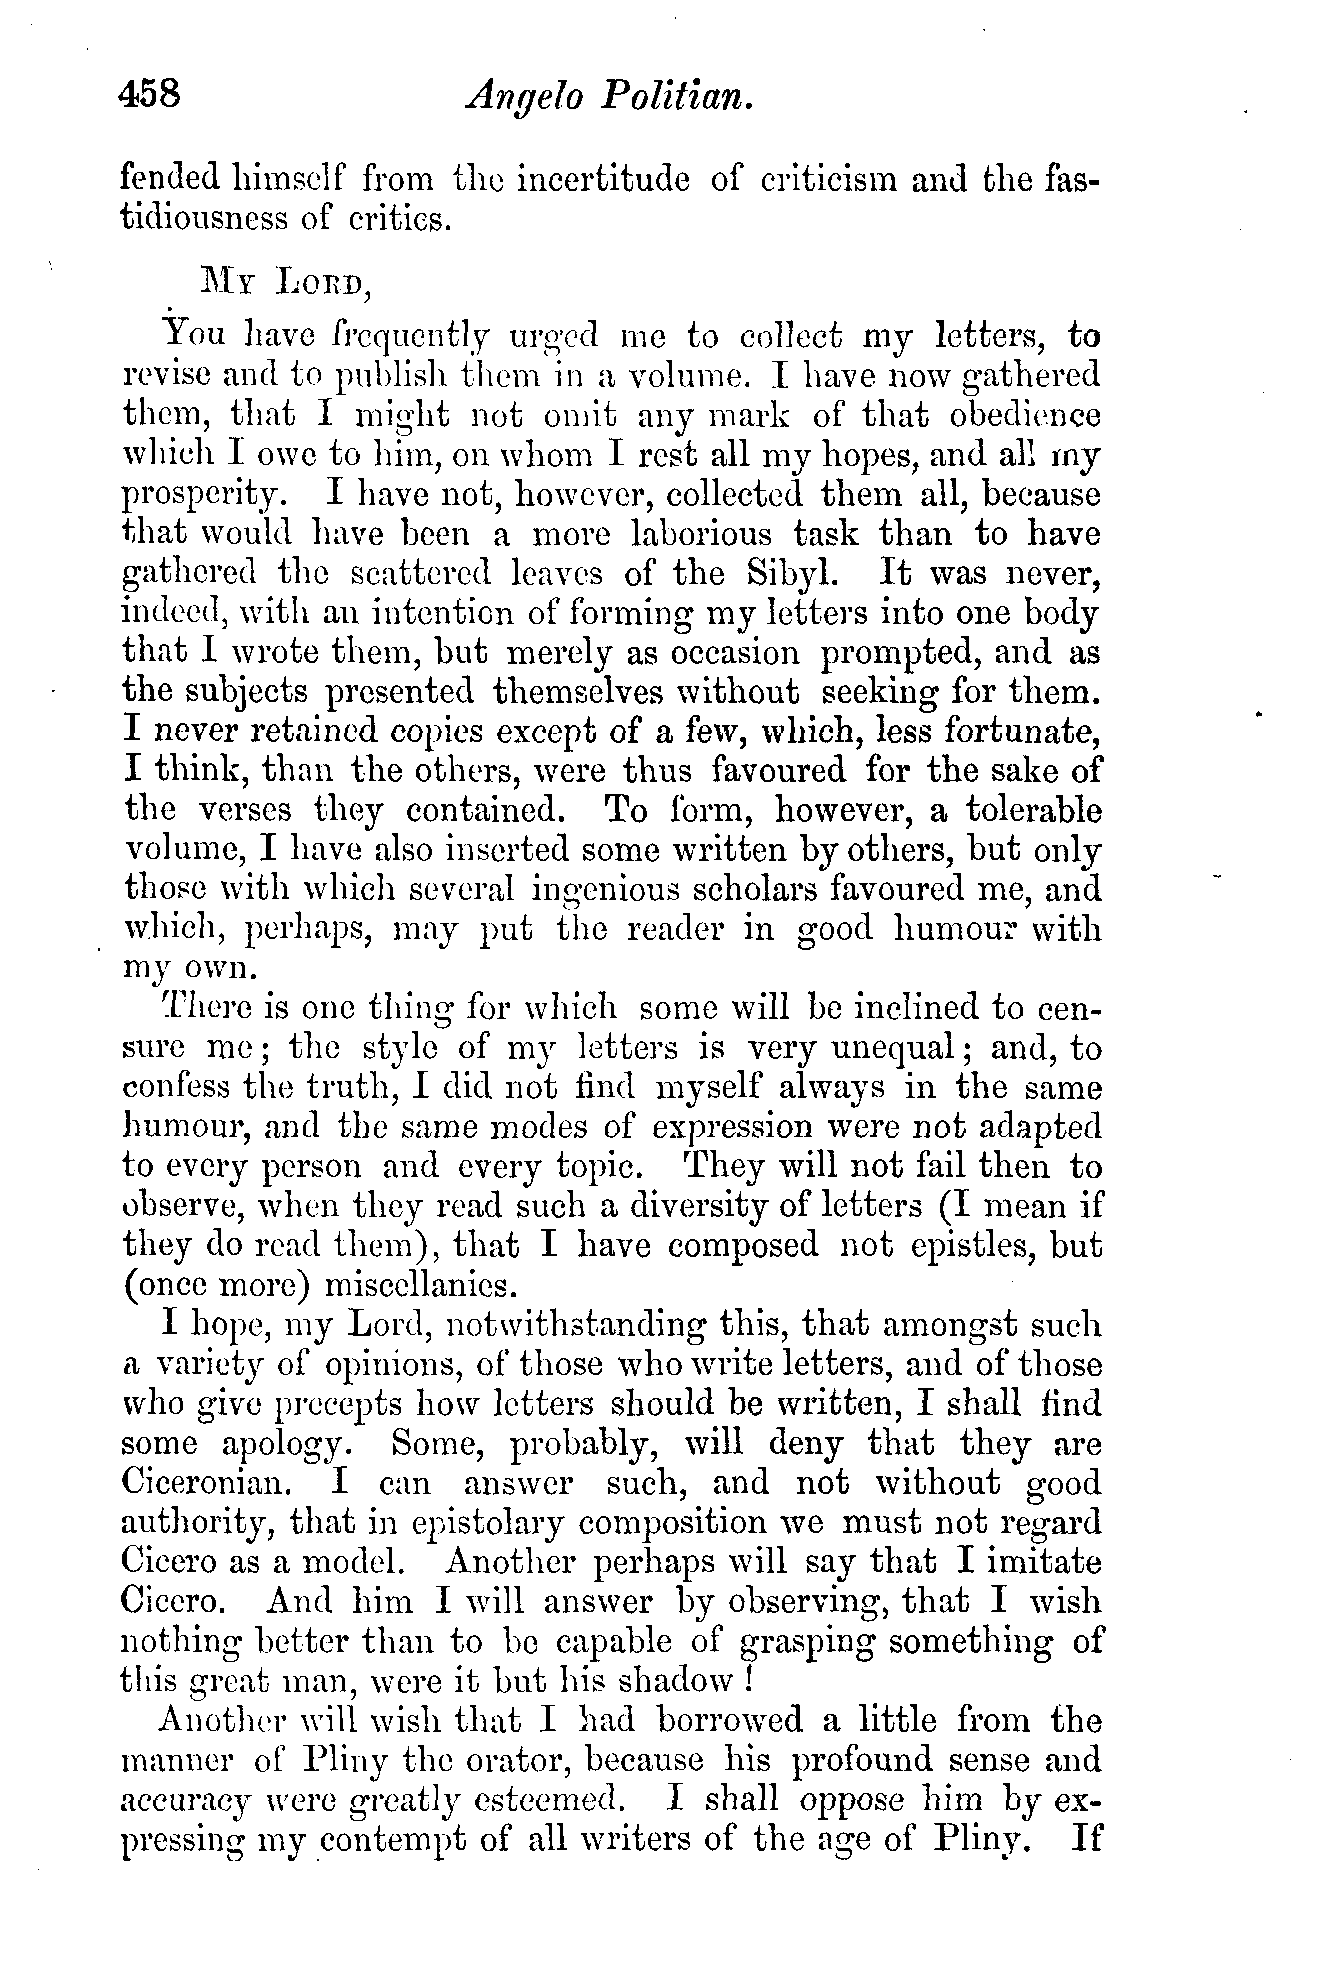 458 Angelo Politian.
fended himself from the incertitude of criticism and the fas-
tidiousness of critics.
My Lord,
You have frequently urged me to collect my letters, to
revise and to publish them in a volume. I have now gathered
them, that I might not omit any mark of that obedience
which I owe to him, on whom I rest all my hopes, and all my
prosperity. I have not, however, collected them all, because
that would have been a more laborious task than to have
gathered the scattered leaves of the Sibyl. It was never,
indeed, with an intention of forming my letters into one body
that I wrote them, but merely as occasion prompted, and as
the subjects presented themselves without seeking for them.
I never retained copies except of a few, which, less fortunate,
I think, than the others, were thus favoured for the sake of
the verses they contained. To form, however, a tolerable
volume, I have also inserted some written by others, but only
those with which several ingenious scholars favoured me, and
which, perhaps, may put the reader in good humour with
my own.
There is one thing for which some will be inclined to cen-
sure me; the style of my letters is very unequal; and, to
confess the truth, I did not find myself always in the same
humour, and the same modes of expression were not adapted
to every person and every topic. They will not fail then to
observe, when they read such a diversity of letters (I mean if
they do read them), that I have composed not epistles, but
(once more) miscellanies.
I hope, my Lord, notwithstanding this, that amongst such
a variety of opinions, of those who write letters, and of those
who give precepts how letters should be written, I shall find
some apology. Some, probably, will deny that they are
Ciceronian. I can answer such, and not without good
authority, that in epistolary composition we must not regard
Cicero as a model. Another perhaps will say that I imitate
Cicero. And him I will answer by observing, that I wish
nothing better than to be capable of grasping something of
this great man, were it but his shadow!
Another will wish that I had borrowed a little from the
manner of Pliny the orator, because his profound sense and
accuracy were greatly esteemed. I shall oppose him by ex-
pressing my contempt of all writers of the age of Pliny. If